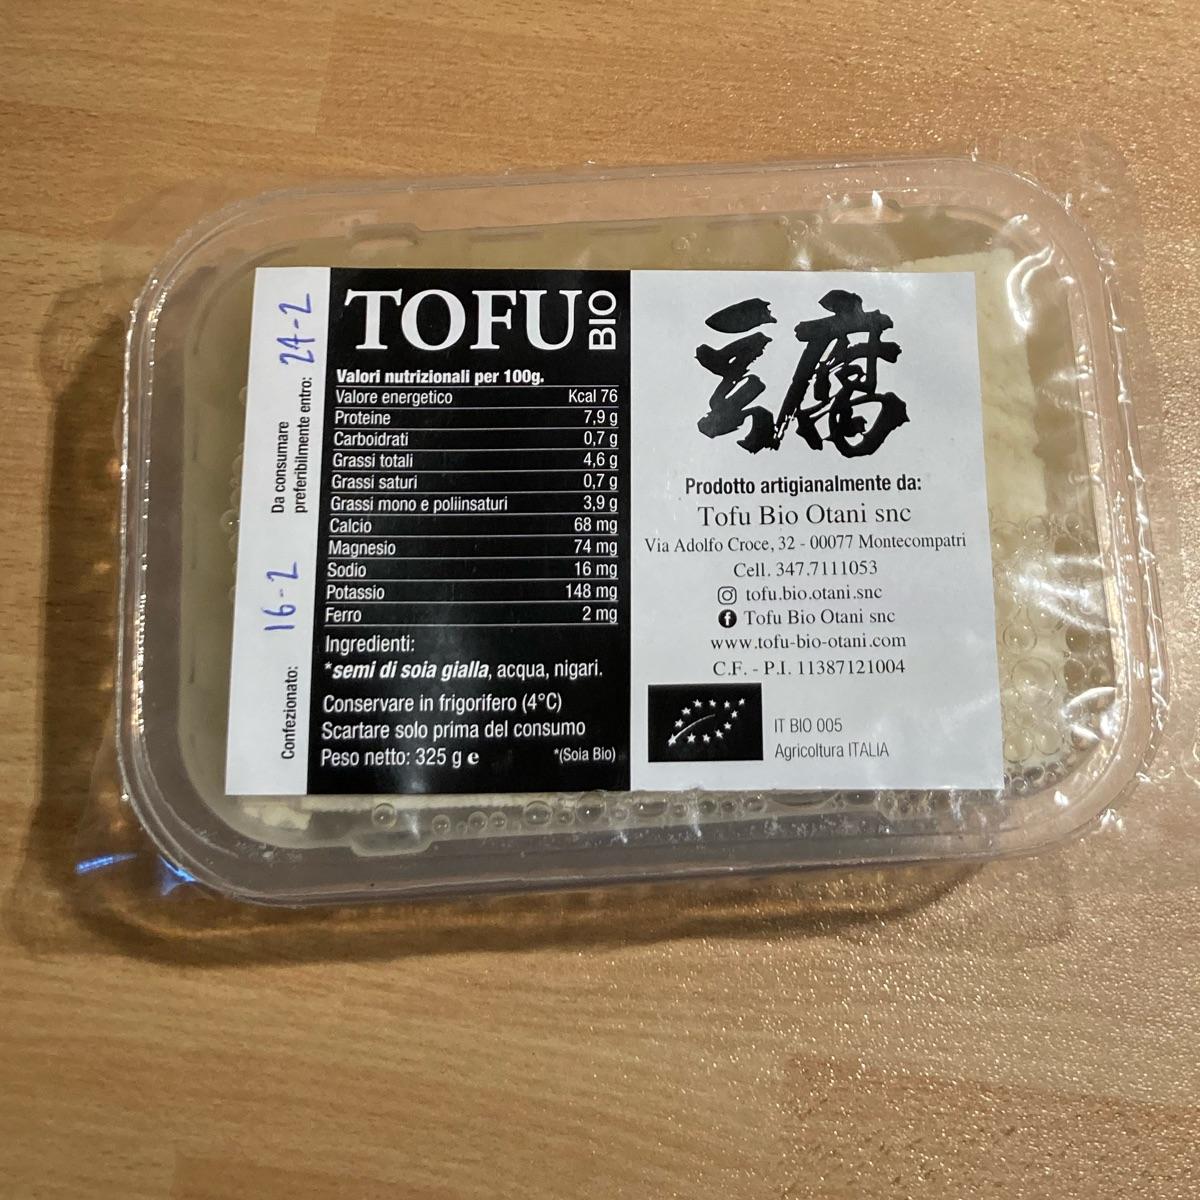 Da consumare
preferibilmente entro: 24-2
Confezionato: 16-2
TOFU BIO
Valori nutrizionali per 100g.
Valore energetico Kcal 76
Proteine 7,9 g
Carboidrati 0,7 g
Grassi totali 4,6 g
Grassi saturi 0,7 g
Grassi mono e poliinsaturi 3,9 g
Calcio 68 mg
Magnesio 74 mg
Sodio 16 mg
Potassio 148 mg
Ferro 2 mg
Ingredienti:
*semi di soia gialla, acqua, nigari.
Conservare in frigorifero (4°C)
Scartare solo prima del consumo
Peso netto: 325 g e *(Soia Bio)
豆腐
Prodotto artigianalmente da:
Tofu Bio Otani snc
Via Adolfo Croce, 32 - 00077 Montecompatri
Cell. 347.7111053
tofu.bio.otani.snc
Tofu Bio Otani snc
www.tofu-bio-otani.com
C.F. - P.I. 11387121004
IT BIO 005
Agricoltura ITALIA